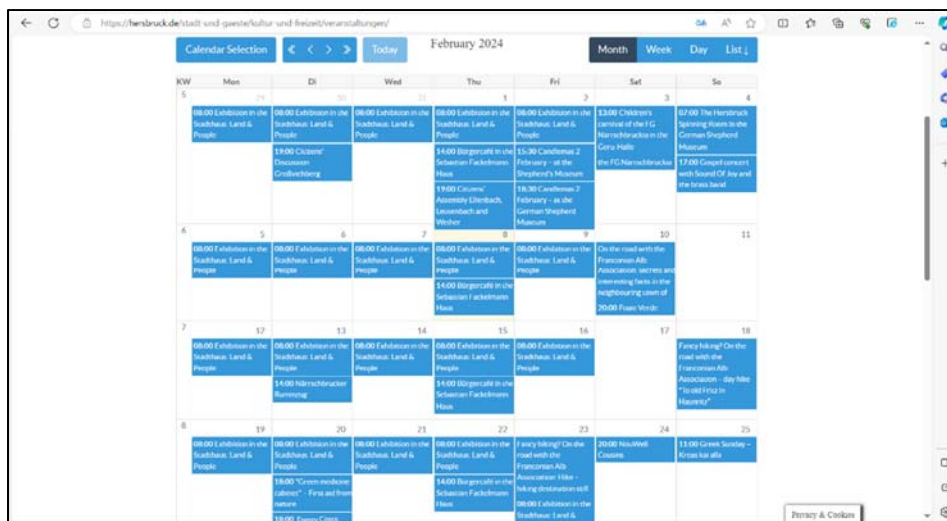 https://hersbruck.de/stadt-und-gaeste/kultur-und-freizeit/veranstaltungen/
Calendar Selection
Today
February 2024
Month Week Day List↓
KW Mon Di Wed Thu Fri Sat So
5 29 30 31 1 2 3 4
08:00 Exhibition in the
Stadthaus: Land &
People
08:00 Exhibition in the
Stadthaus: Land &
People
19:00 Citizens'
Discussion
Großviehberg
08:00 Exhibition in the
Stadthaus: Land &
People
08:00 Exhibition in the
Stadthaus: Land &
People
14:00 Bürgercafé in the
Sebastian Fackelmann
Haus
19:00 Citizens'
Assembly Ellenbach,
Leusenbach and
Weiher
08:00 Exhibition in the
Stadthaus: Land &
People
15:30 Candlemas 2
February - at the
Shepherd's Museum
18:30 Candlemas 2
February - at the
German Shepherd
Museum
13:00 Children's
carnival of the FG
Narrschbruckia in the
Geru-Halle
the FG Narrschbruckia
07:00 The Hersbruck
Spinning Room in the
German Shepherd
Museum
17:00 Gospel concert
with Sound Of Joy and
the brass band
6 5 6 7 8 9 10 11
08:00 Exhibition in the
Stadthaus: Land &
People
08:00 Exhibition in the
Stadthaus: Land &
People
08:00 Exhibition in the
Stadthaus: Land &
People
08:00 Exhibition in the
Stadthaus: Land &
People
14:00 Bürgercafé in the
Sebastian Fackelmann
Haus
08:00 Exhibition in the
Stadthaus: Land &
People
On the road with the
Franconian Alb
Association: secrets and
interesting facts in the
neighbouring town of
20:00 Franc Verde
7 12 13 14 15 16 17 18
08:00 Exhibition in the
Stadthaus: Land &
People
08:00 Exhibition in the
Stadthaus: Land &
People
14:00 Närrschbrucker
08:00 Exhibition in the
Stadthaus: Land &
People
08:00 Exhibition in the
Stadthaus: Land &
People
14:00 Bürgercafé in the
Sebastian Fackelmann
Haus
08:00 Exhibition in the
Stadthaus: Land &
People
Fancy hiking? On the
road with the
Franconian Alb
Association - day hike
"To old Fritz in
Haunritz"
8 19 20 21 22 23 24 25
08:00 Exhibition in the
Stadthaus: Land &
People
08:00 Exhibition in the
Stadthaus: Land &
People
18:00 "Green medicine
cabinet" - First aid from
nature
08:00 Exhibition in the
Stadthaus: Land &
People
08:00 Exhibition in the
Stadthaus: Land &
People
14:00 Bürgercafé in the
Sebastian Fackelmann
Haus
Fancy hiking? On the
road with the
Franconian Alb
Association: Hike -
hiking destination still
08:00 Exhibition in the
Stadthaus: Land &
20:00 NouWell
Cousins
11:00 Greek Sunday -
Kreas kai alla
Privacy & Cookies